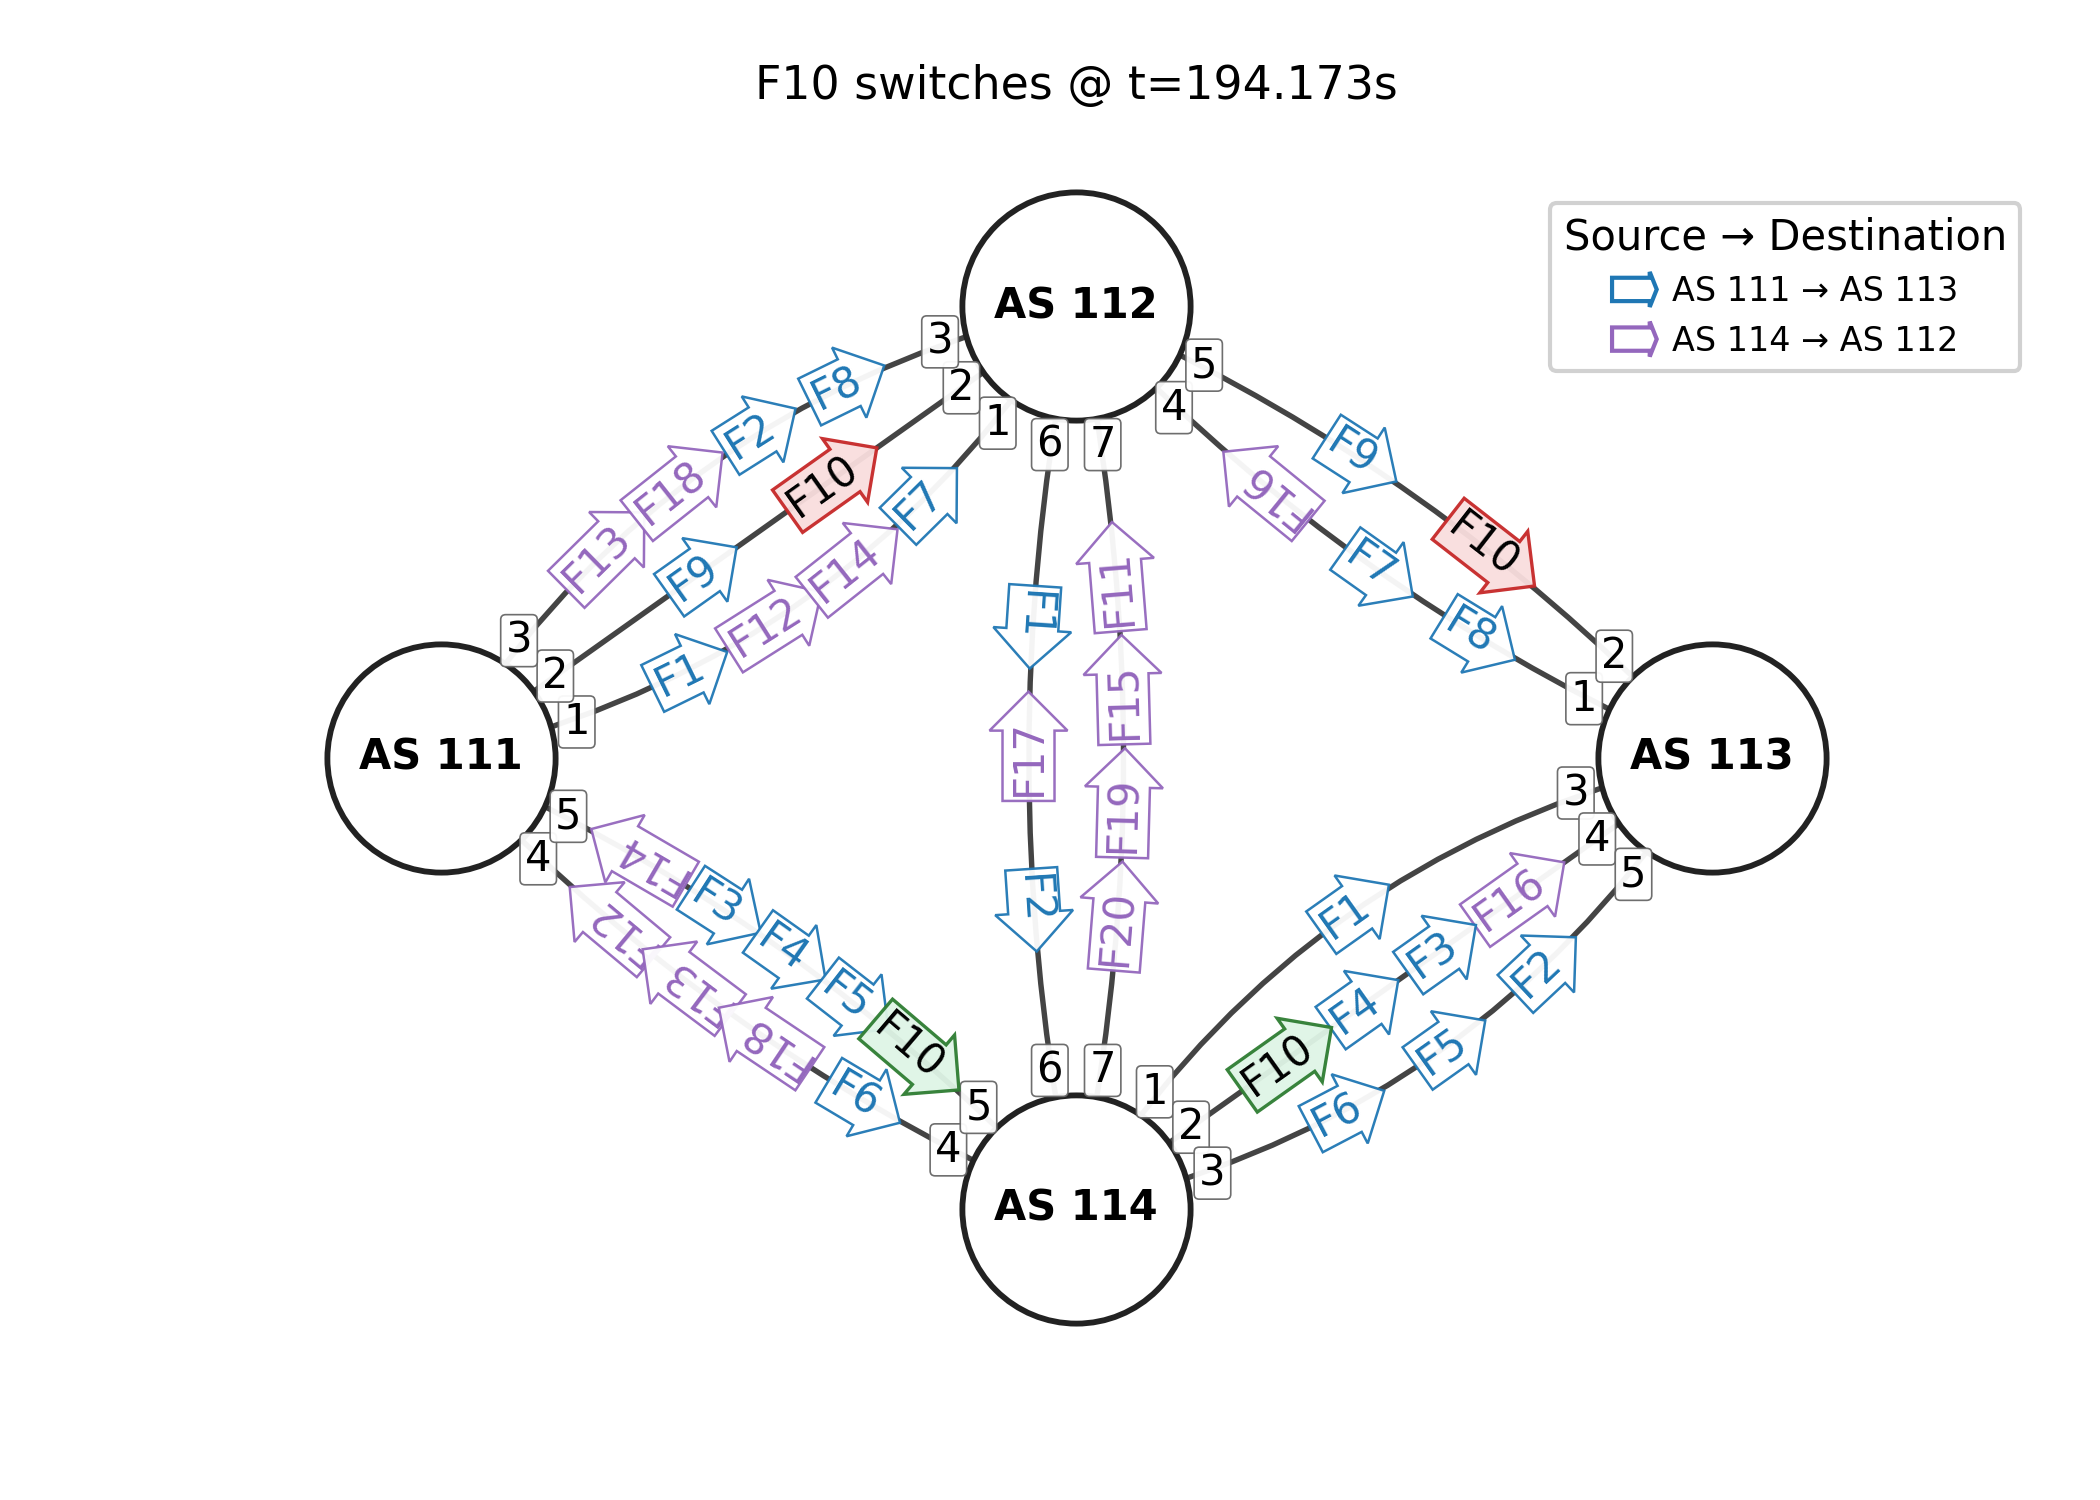 F10 switches @ t=194.173s
Source → Destination
AS 111 → AS 113
AS 114 → AS 112
AS 112
3
2
1
6
7
4
5
F8
F2
F18
F13
F10
F9
F7
F14
F12
F1
3
2
1
F9
F10
F16
F7
F8
2
1
F1
F17
F2
F11
F15
F19
F20
AS 111
AS 113
5
4
F14
F3
F4
F5
F10
F12
F13
F18
F6
3
4
5
F1
F16
F3
F4
F10
F2
F5
F6
5
4
6
7
1
2
3
AS 114